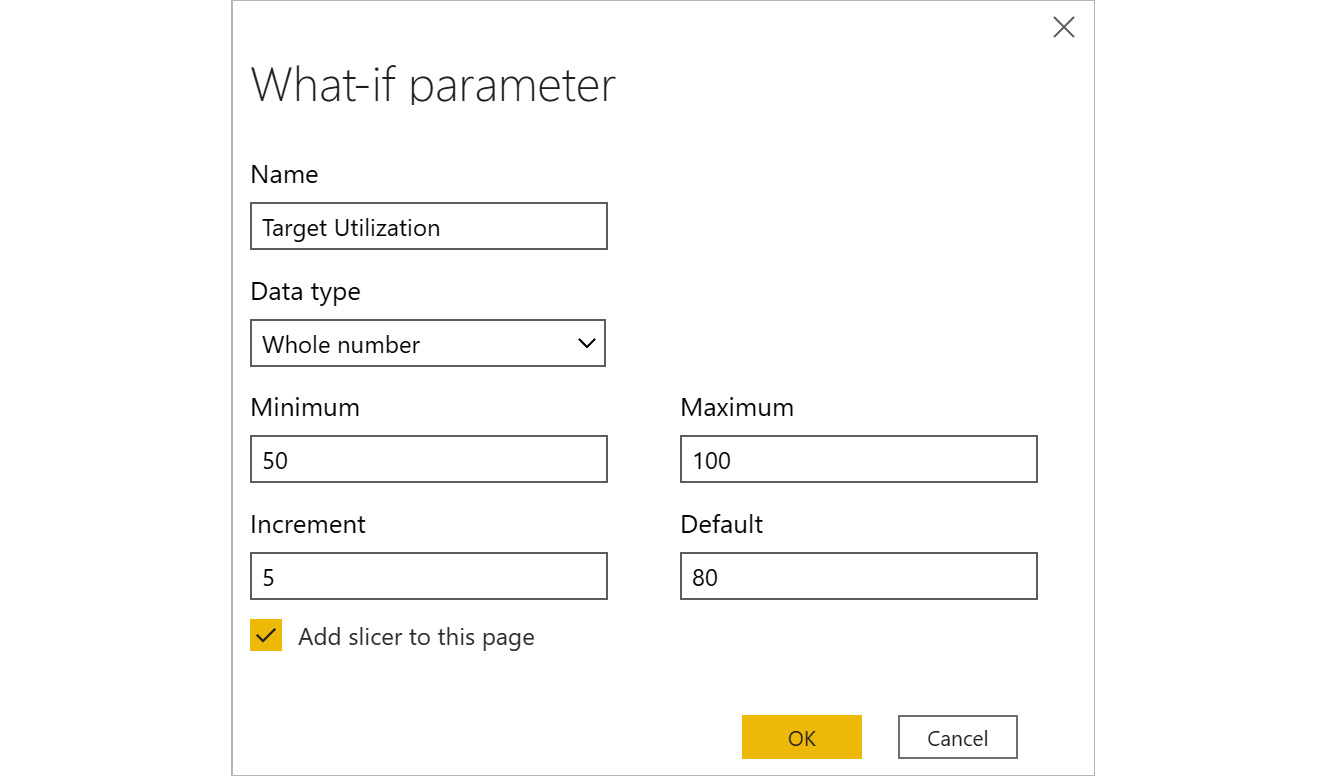 What-if parameter
Name
Target Utilization
Data type
Whole number
Minimum
Maximum
50
100
Increment
Default
5
80
Add slicer to this page
OK
Cancel